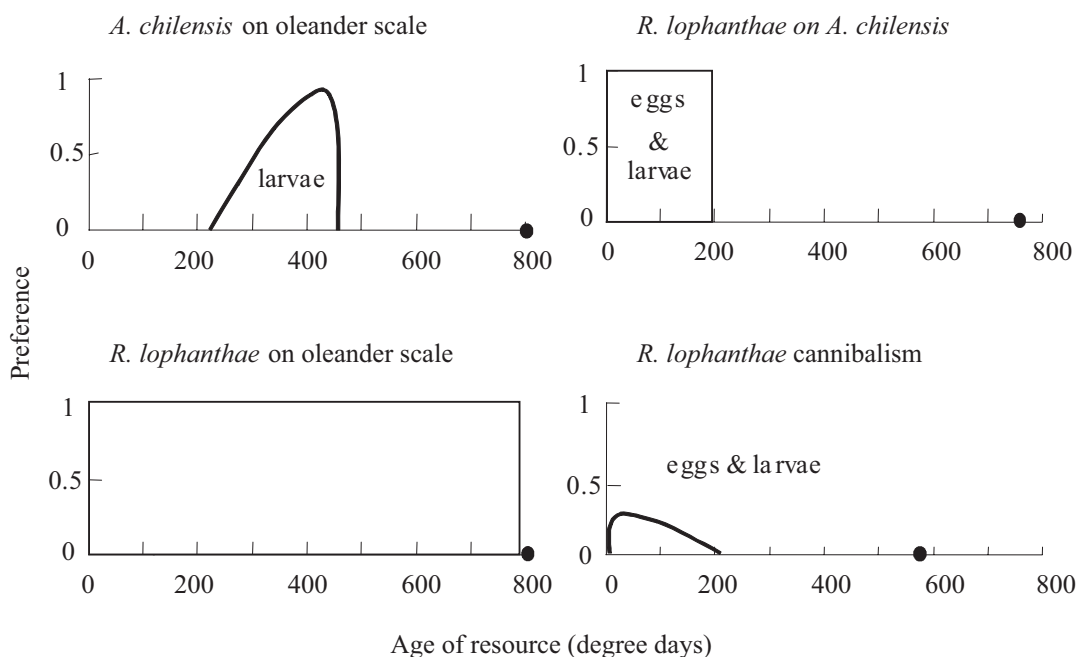 A. chilensis on oleander scale
1
0.5
0
larvae
0 200 400 600 800
R. lophanthae on A. chilensis
1
0.5
0
eggs
&
larvae
0 200 400 600 800
Preference
R. lophanthae on oleander scale
1
0.5
0
0 200 400 600 800
R. lophanthae cannibalism
1
0.5
0
eggs & larvae
0 200 400 600 800
Age of resource (degree days)